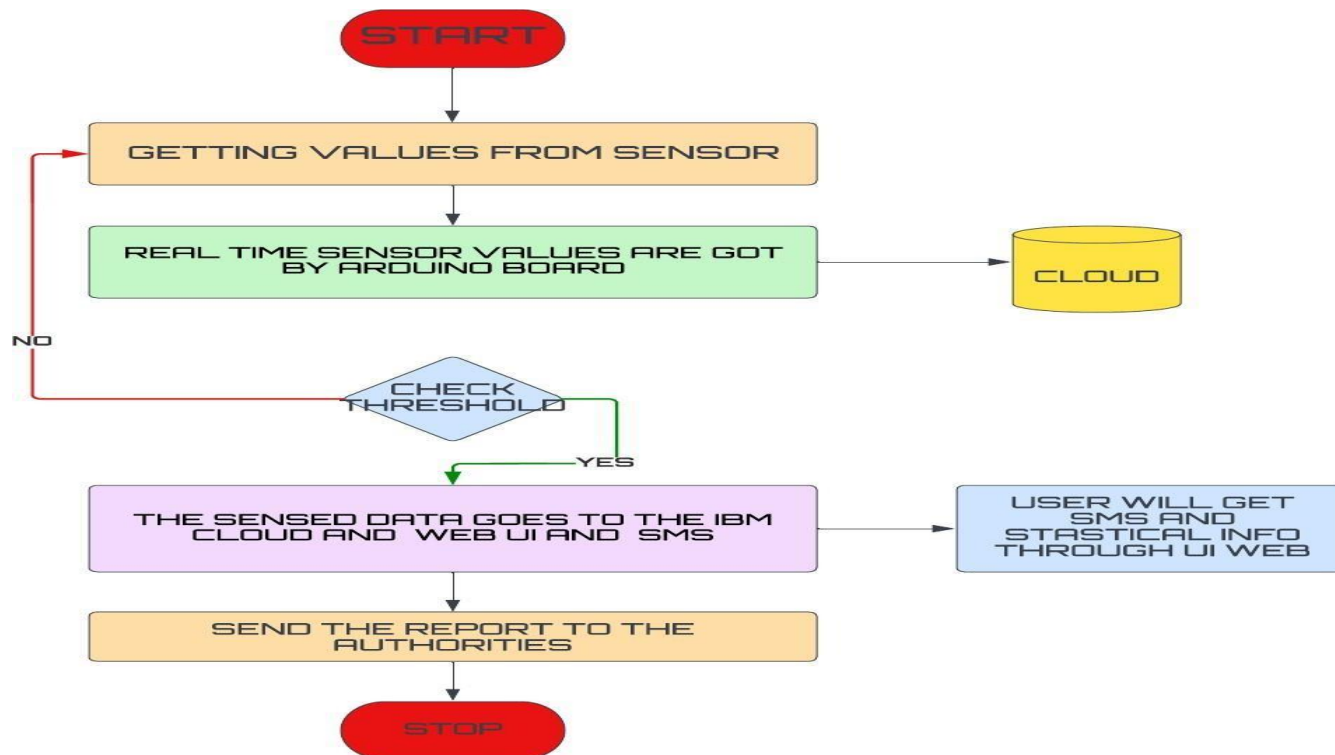 START
GETTING VALUES FROM SENSOR
REAL TIME SENSOR VALUES ARE GOT
BY ARDUINO BOARD
CLOUD
NO
CHECK
THRESHOLD
YES
THE SENSED DATA GOES TO THE IBM
CLOUD AND WEB UI AND SMS
USER WILL GET
SMS AND
STASTICAL INFO
THROUGH UI WEB
SEND THE REPORT TO THE
AUTHORITIES
STOP